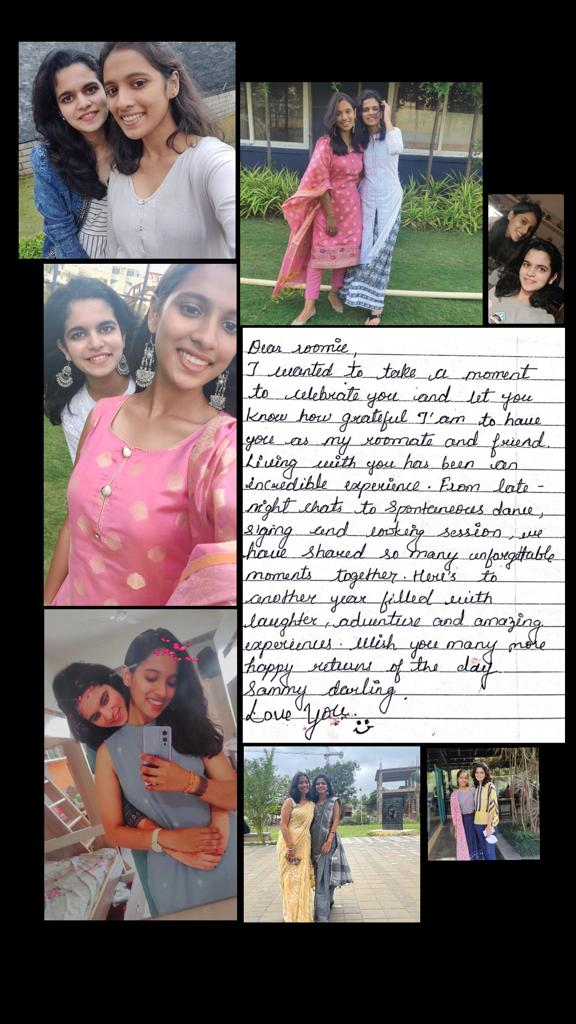 Dear roomie,
I wanted to take a moment
to celebrate you and let you
know how grateful I'am to have
you as my roomate and friend.
Living with you has been an
incredible experience. From late-
night chats to spontaneous dance,
siging and cooking session, we
have shared so many unforgettable
moments together. Here's to
another year filled with
laughter, adventure and amazing
experiences. Wish you many more
happy returns of the day.
Sammy darling.
Love You.